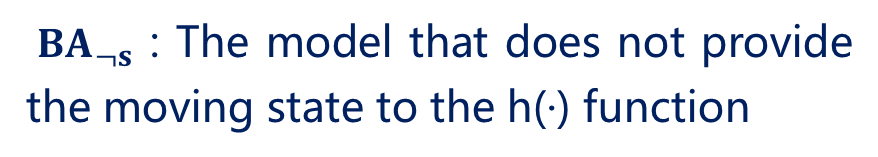 BA¬s : The model that does not provide
the moving state to the h(·) function